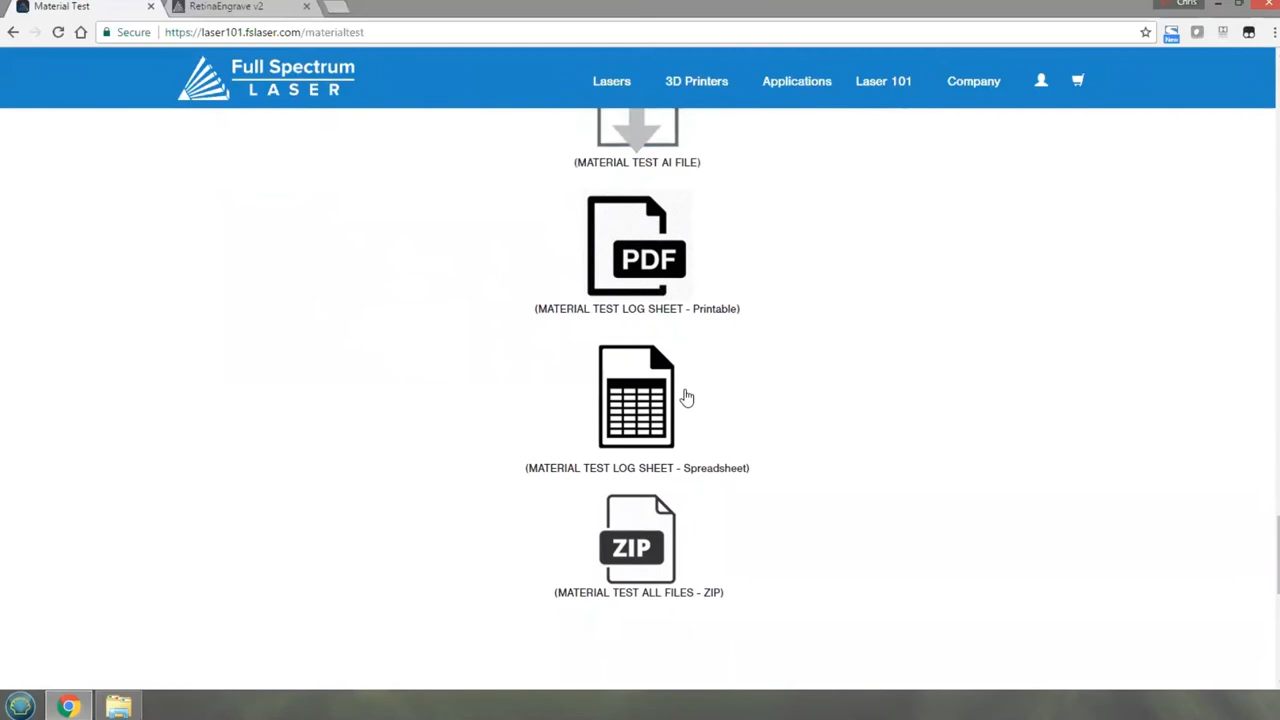 Material Test
RetinaEngrave v2
Chris
Secure
https://laser101.fslaser.com/materialtest
New
Full Spectrum
LASER
Lasers
3D Printers
Applications
Laser 101
Company
(MATERIAL TEST AI FILE)
PDF
(MATERIAL TEST LOG SHEET - Printable)
(MATERIAL TEST LOG SHEET - Spreadsheet)
ZIP
(MATERIAL TEST ALL FILES - ZIP)